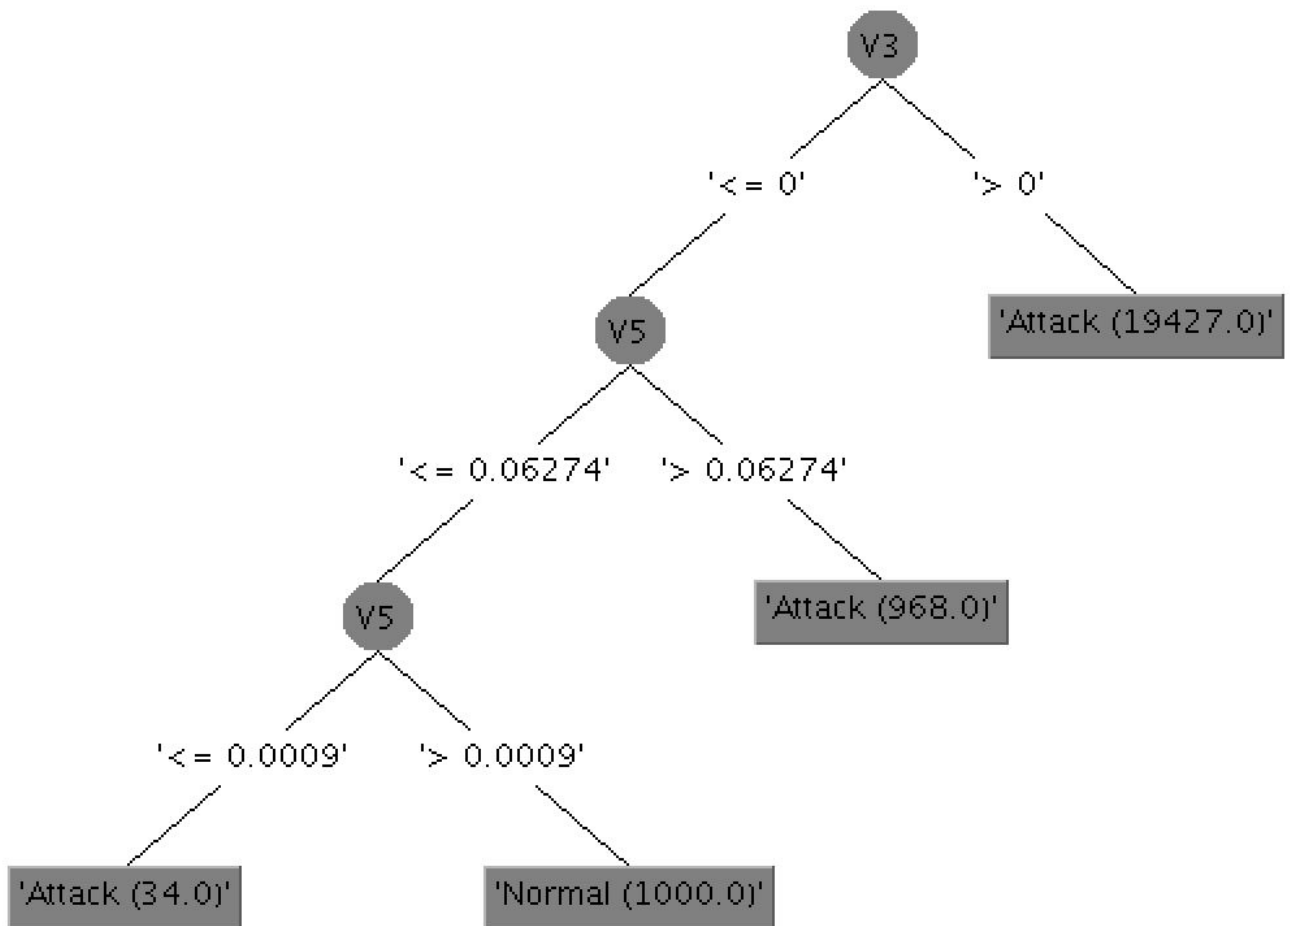 V3
'<= 0' '> 0'
V5
'Attack (19427.0)'
'<= 0.06274' '> 0.06274'
V5
'Attack (968.0)'
'<= 0.0009' '> 0.0009'
'Attack (34.0)' 'Normal (1000.0)'